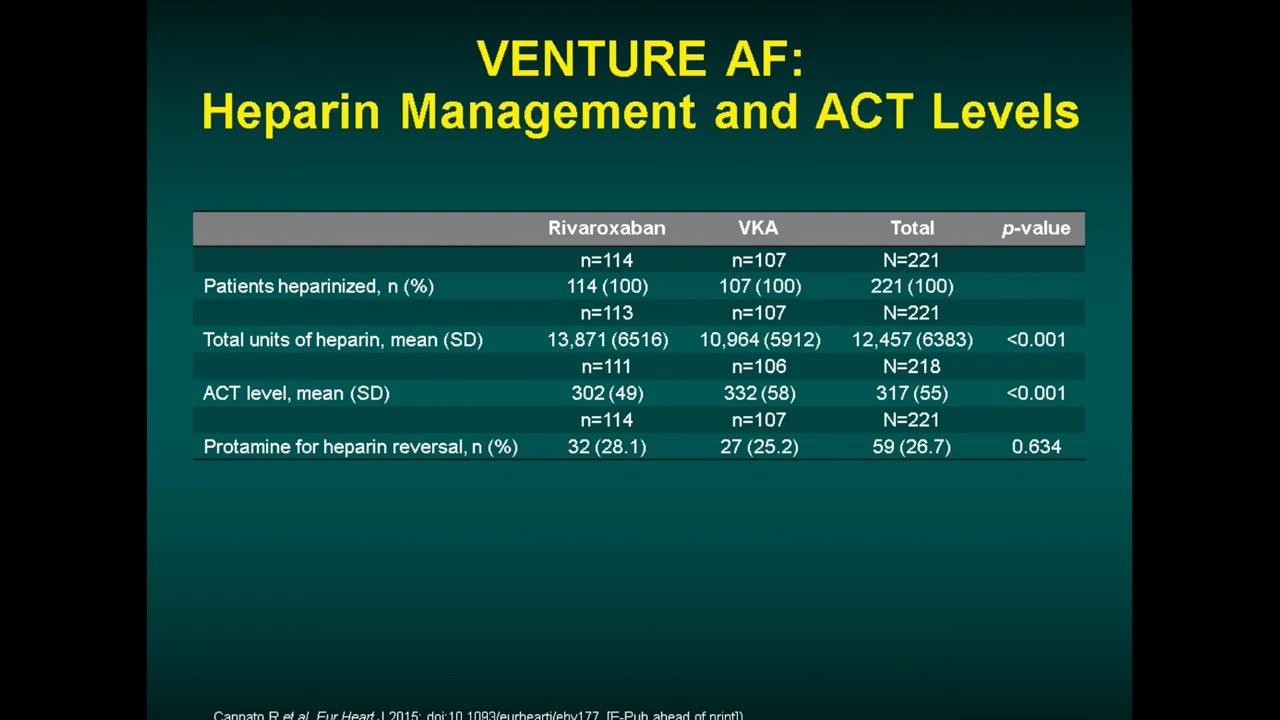 VENTURE AF:
Heparin Management and ACT Levels
Rivaroxaban VKA Total p-value
n=114 n=107 N=221
Patients heparinized, n (%) 114 (100) 107 (100) 221 (100)
n=113 n=107 N=221
Total units of heparin, mean (SD) 13,871 (6516) 10,964 (5912) 12,457 (6383) <0.001
n=111 n=106 N=218
ACT level, mean (SD) 302 (49) 332 (58) 317 (55) <0.001
n=114 n=107 N=221
Protamine for heparin reversal, n (%) 32 (28.1) 27 (25.2) 59 (26.7) 0.634
Cappato R et al. Eur Heart J 2015; doi:10.1093/eurheartj/ehv177. [E-Pub ahead of print])